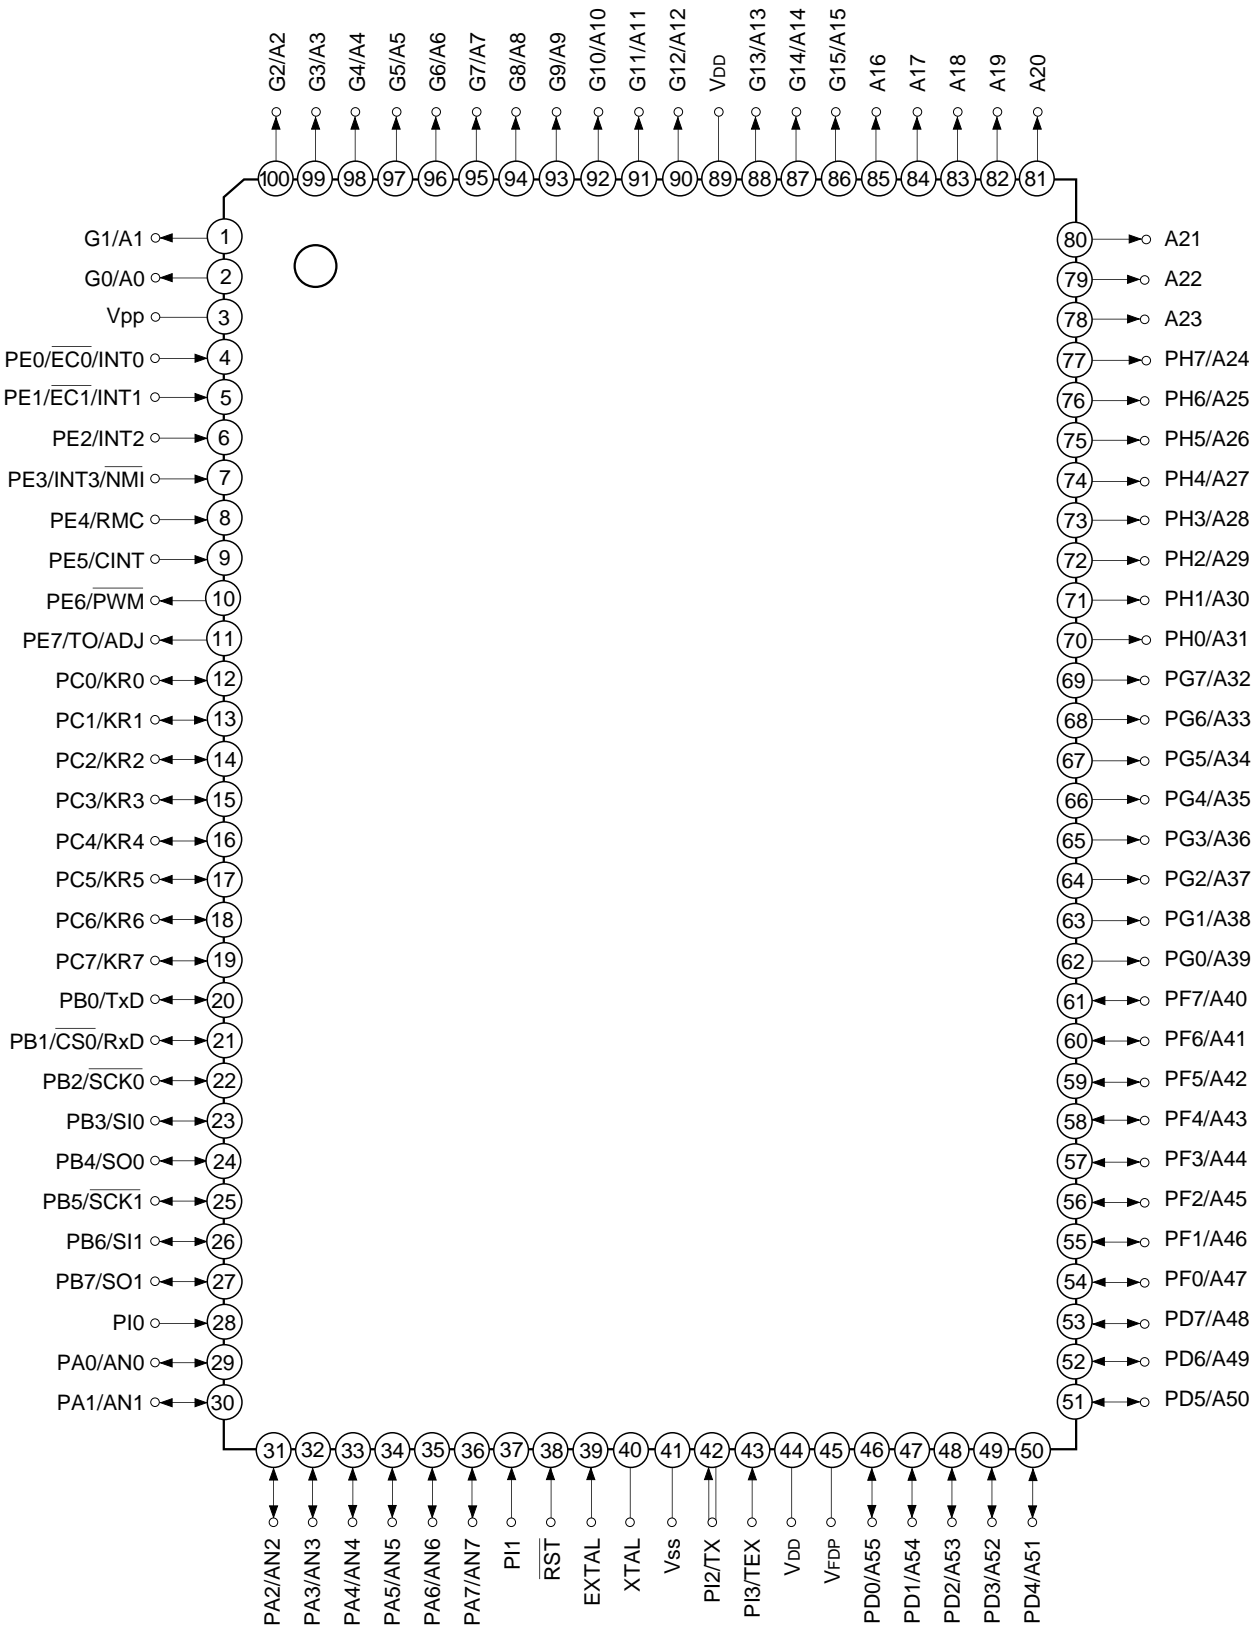 G2/A2
G3/A3
G4/A4
G5/A5
G6/A6
G7/A7
G8/A8
G9/A9
G10/A10
G11/A11
G12/A12
VDD
G13/A13
G14/A14
G15/A15
A16
A17
A18
A19
A20
100 99 98 97 96 95 94 93 92 91 90 89 88 87 86 85 84 83 82 81
G1/A1 1
G0/A0 2
Vpp 3
PE0/EC0/INT0 4
PE1/EC1/INT1 5
PE2/INT2 6
PE3/INT3/NMI 7
PE4/RMC 8
PE5/CINT 9
PE6/PWM 10
PE7/TO/ADJ 11
PC0/KR0 12
PC1/KR1 13
PC2/KR2 14
PC3/KR3 15
PC4/KR4 16
PC5/KR5 17
PC6/KR6 18
PC7/KR7 19
PB0/TxD 20
PB1/CS0/RxD 21
PB2/SCK0 22
PB3/SI0 23
PB4/SO0 24
PB5/SCK1 25
PB6/SI1 26
PB7/SO1 27
PI0 28
PA0/AN0 29
PA1/AN1 30
80 A21
79 A22
78 A23
77 PH7/A24
76 PH6/A25
75 PH5/A26
74 PH4/A27
73 PH3/A28
72 PH2/A29
71 PH1/A30
70 PH0/A31
69 PG7/A32
68 PG6/A33
67 PG5/A34
66 PG4/A35
65 PG3/A36
64 PG2/A37
63 PG1/A38
62 PG0/A39
61 PF7/A40
60 PF6/A41
59 PF5/A42
58 PF4/A43
57 PF3/A44
56 PF2/A45
55 PF1/A46
54 PF0/A47
53 PD7/A48
52 PD6/A49
51 PD5/A50
31 32 33 34 35 36 37 38 39 40 41 42 43 44 45 46 47 48 49 50
PA2/AN2
PA3/AN3
PA4/AN4
PA5/AN5
PA6/AN6
PA7/AN7
PI1
RST
EXTAL
XTAL
Vss
PI2/TX
PI3/TEX
VDD
VFDP
PD0/A55
PD1/A54
PD2/A53
PD3/A52
PD4/A51